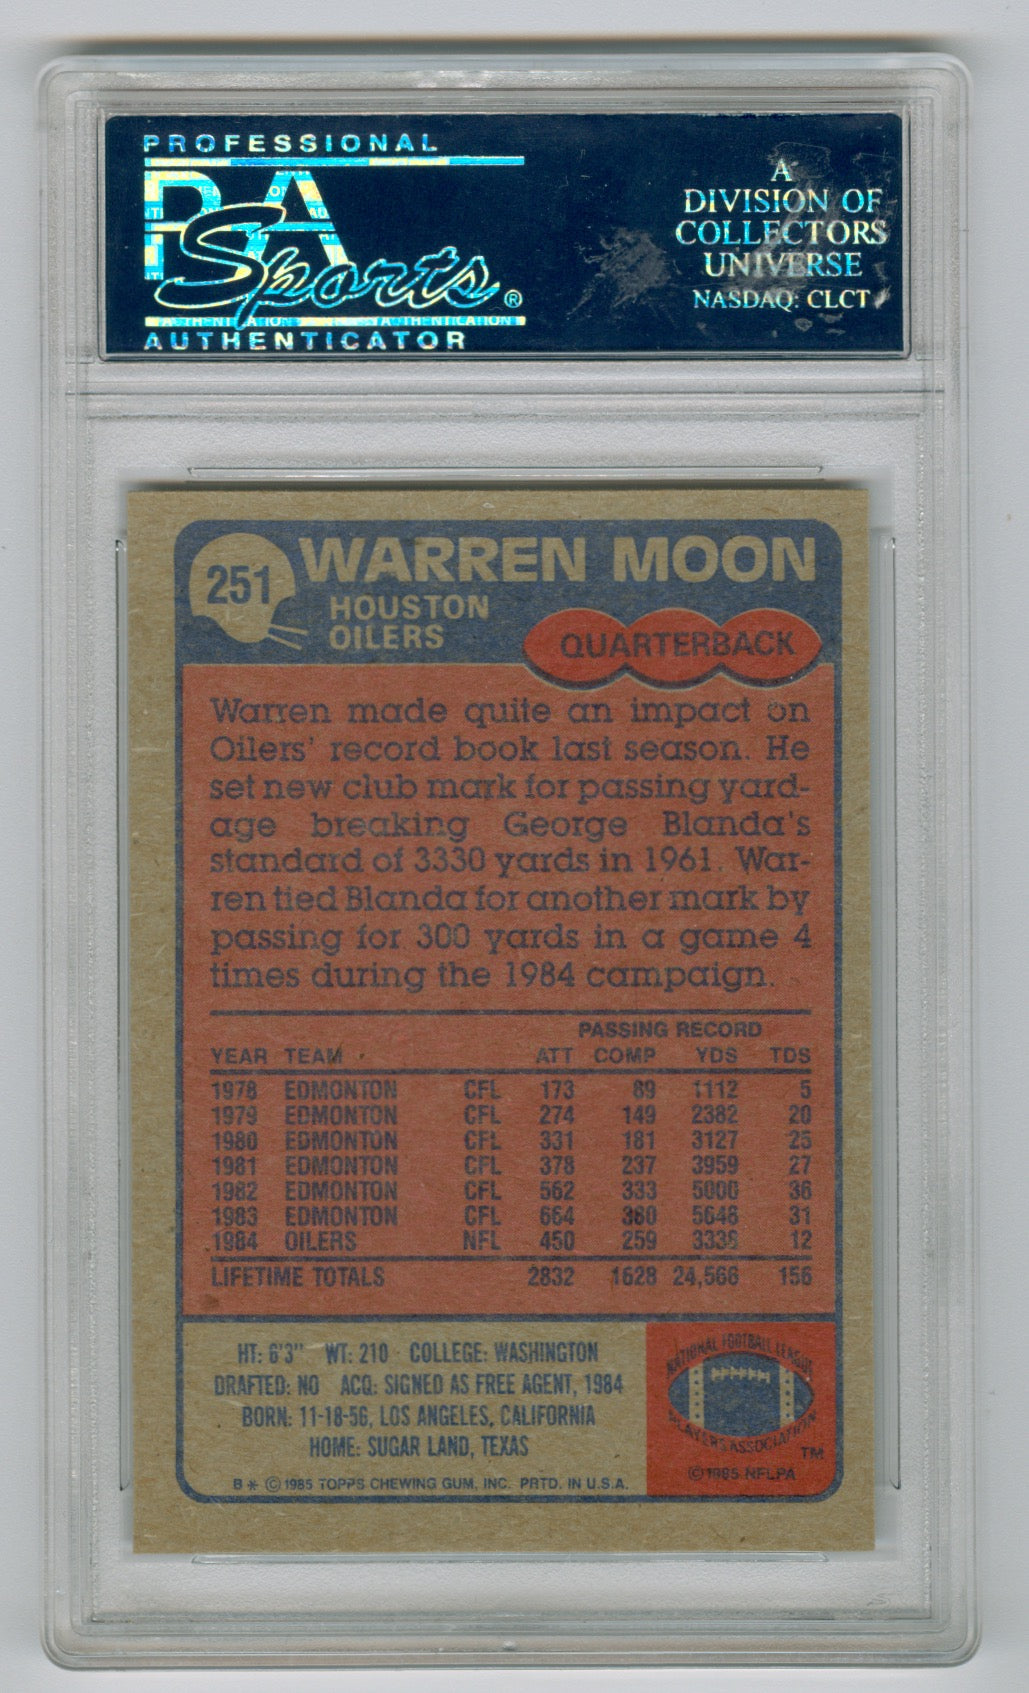 PROFESSIONAL
PSA
Sports®
AUTHENTICATOR
A
DIVISION OF
COLLECTORS
UNIVERSE
NASDAQ: CLCT
251
WARREN MOON
HOUSTON
OILERS
QUARTERBACK
Warren made quite an impact on
Oilers' record book last season. He
set new club mark for passing yard-
age breaking George Blanda's
standard of 3330 yards in 1961. War-
ren tied Blanda for another mark by
passing for 300 yards in a game 4
times during the 1984 campaign.
PASSING RECORD
YEAR TEAM ATT COMP YDS TDS
1978 EDMONTON CFL 173 89 1112 5
1979 EDMONTON CFL 274 149 2382 20
1980 EDMONTON CFL 331 181 3127 25
1981 EDMONTON CFL 378 237 3959 27
1982 EDMONTON CFL 562 333 5000 36
1983 EDMONTON CFL 664 380 5648 31
1984 OILERS NFL 450 259 3338 12
LIFETIME TOTALS 2832 1628 24,566 156
HT: 6'3" WT: 210 COLLEGE: WASHINGTON
DRAFTED: NO ACQ: SIGNED AS FREE AGENT, 1984
BORN: 11-18-56, LOS ANGELES, CALIFORNIA
HOME: SUGAR LAND, TEXAS
B * © 1985 TOPPS CHEWING GUM, INC. PRTD. IN U.S.A.
NATIONAL FOOTBALL LEAGUE
PLAYERS ASSOCIATION
TM
© 1985 NFLPA